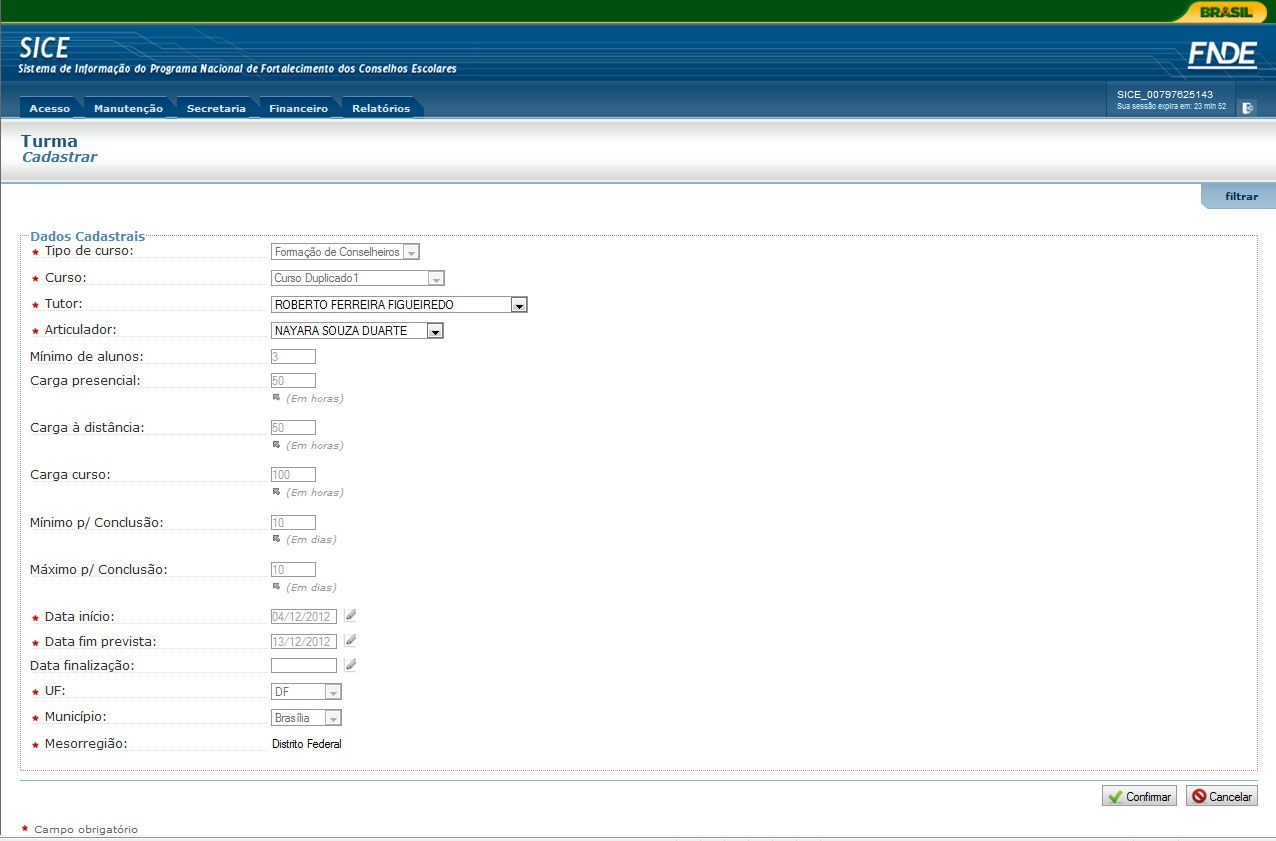 BRASIL
SICE
Sistema de Informação do Programa Nacional de Fortalecimento dos Conselhos Escolares
FNDE
SICE_00797625143
Sua sessão expira em: 23 min 52
Acesso Manutenção Secretaria Financeiro Relatórios
Turma
Cadastrar
filtrar
Dados Cadastrais
* Tipo de curso: Formação de Conselheiros
* Curso: Curso Duplicado1
* Tutor: ROBERTO FERREIRA FIGUEIREDO
* Articulador: NAYARA SOUZA DUARTE
Mínimo de alunos: 3
Carga presencial: 50
(Em horas)
Carga à distância: 50
(Em horas)
Carga curso: 100
(Em horas)
Mínimo p/ Conclusão: 10
(Em dias)
Máximo p/ Conclusão: 10
(Em dias)
* Data início: 04/12/2012
* Data fim prevista: 13/12/2012
Data finalização:
* UF: DF
* Município: Brasília
* Mesorregião: Distrito Federal
Confirmar Cancelar
* Campo obrigatório